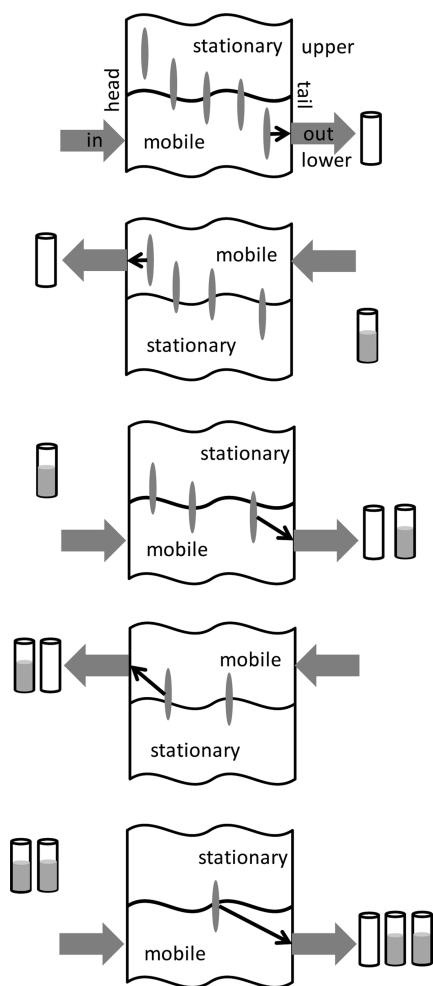 stationary upper
head
tail
in
out
mobile
lower
mobile
stationary
stationary
mobile
mobile
stationary
stationary
mobile